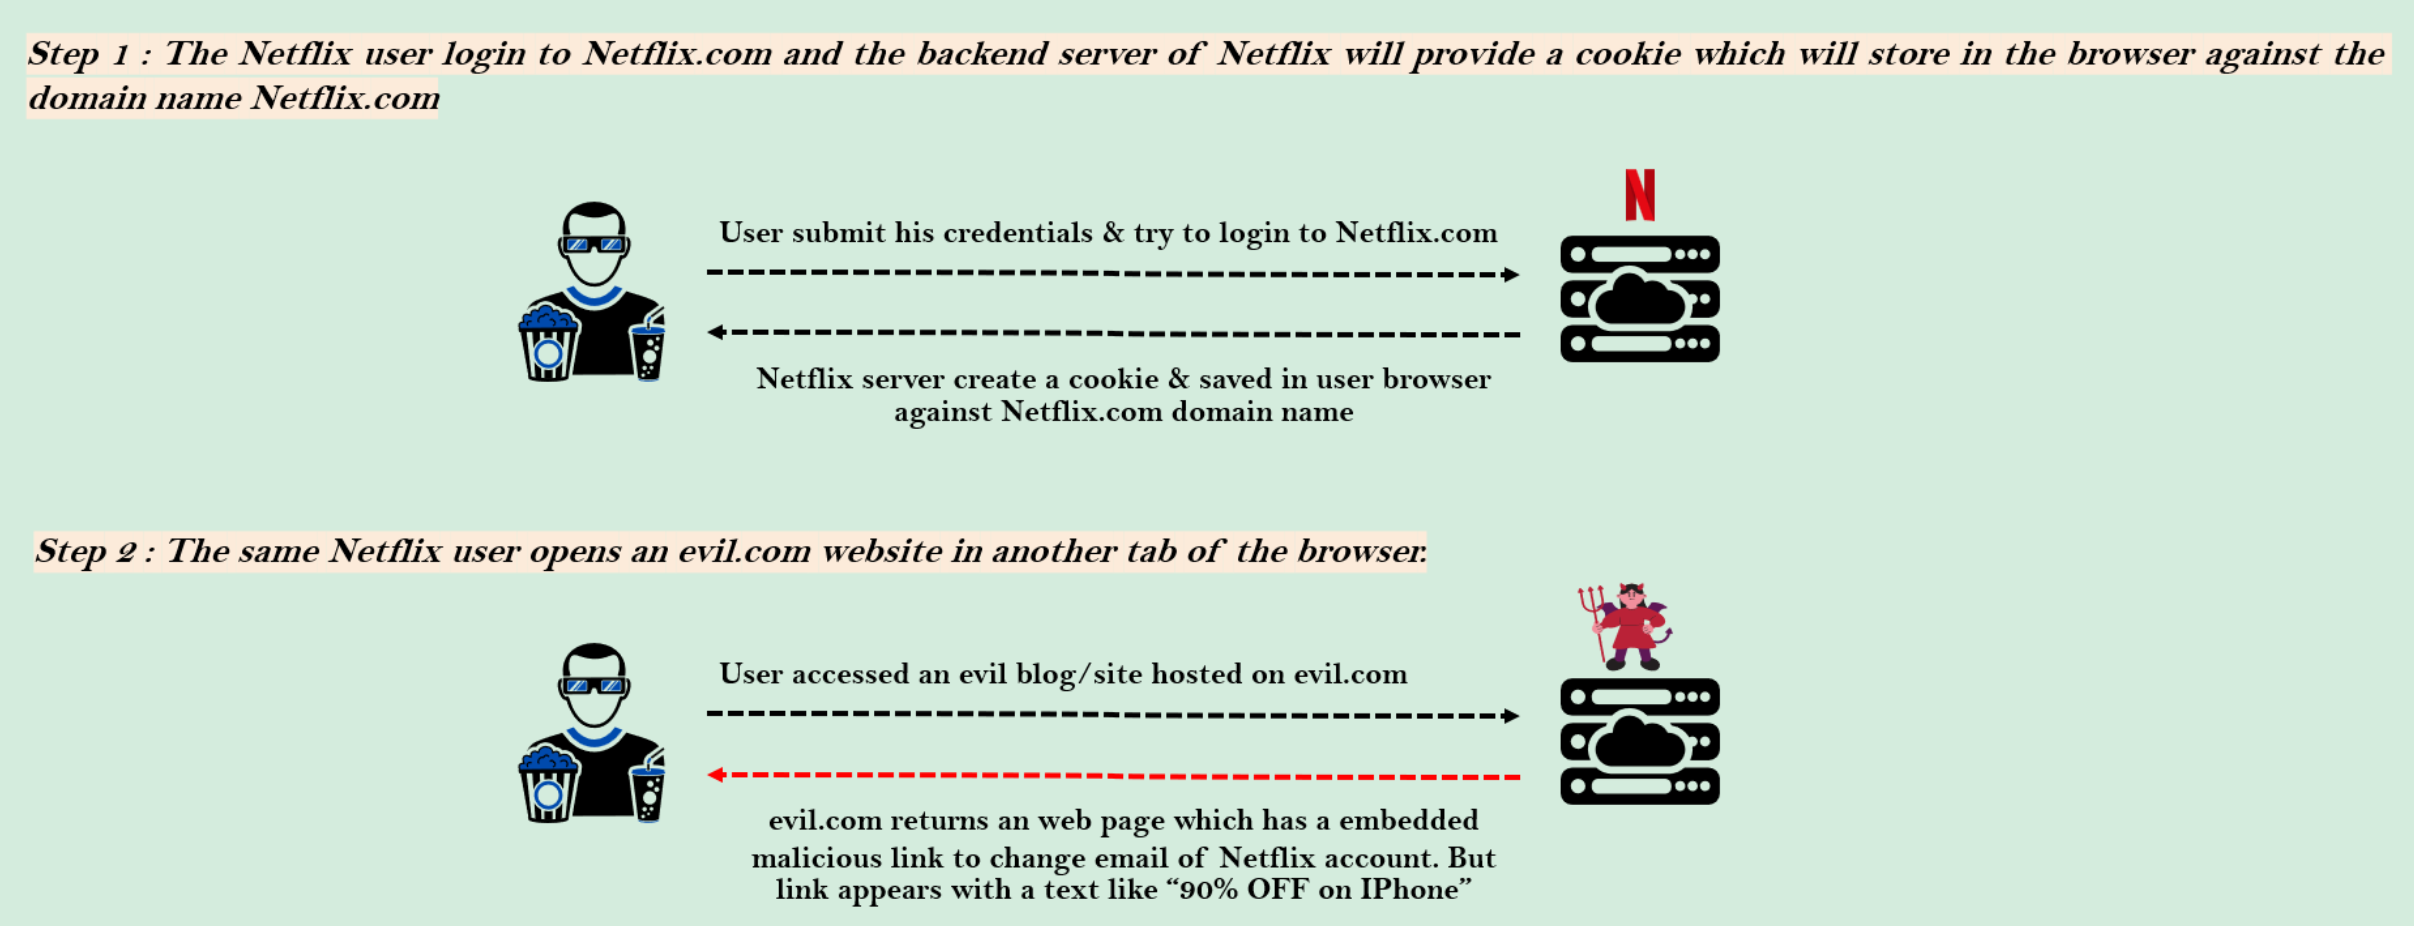 Step 1 : The Netflix user login to Netflix.com and the backend server of Netflix will provide a cookie which will store in the browser against the
domain name Netflix.com
N
User submit his credentials & try to login to Netflix.com
Netflix server create a cookie & saved in user browser
against Netflix.com domain name
Step 2 : The same Netflix user opens an evil.com website in another tab of the browser.
User accessed an evil blog/site hosted on evil.com
evil.com returns an web page which has a embedded
malicious link to change email of Netflix account. But
link appears with a text like “90% OFF on IPhone”